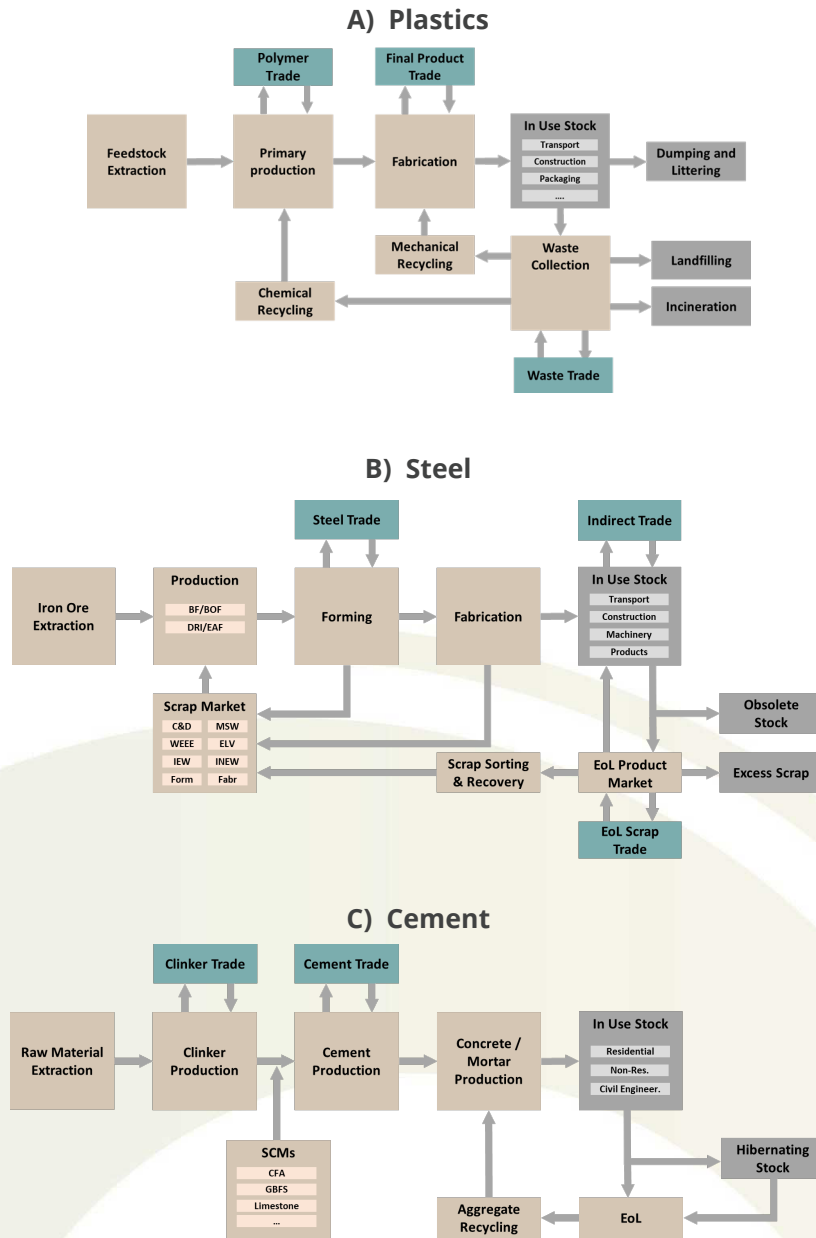 A) Plastics
Polymer
Trade
Final Product
Trade
Feedstock
Extraction
Primary
production
Fabrication
In Use Stock
Transport
Construction
Packaging
....
Dumping and
Littering
Mechanical
Recycling
Waste
Collection
Landfilling
Chemical
Recycling
Incineration
Waste Trade
B) Steel
Steel Trade
Indirect Trade
Iron Ore
Extraction
Production
BF/BOF
DRI/EAF
Forming
Fabrication
In Use Stock
Transport
Construction
Machinery
Products
Scrap Market
C&D
MSW
WEEE
ELV
IEW
INEW
Form
Fabr
Obsolete
Stock
Scrap Sorting
& Recovery
EoL Product
Market
Excess Scrap
EoL Scrap
Trade
C) Cement
Clinker Trade
Cement Trade
Raw Material
Extraction
Clinker
Production
Cement
Production
Concrete /
Mortar
Production
In Use Stock
Residential
Non-Res.
Civil Engineer.
SCMs
CFA
GBFS
Limestone
...
Hibernating
Stock
Aggregate
Recycling
EoL